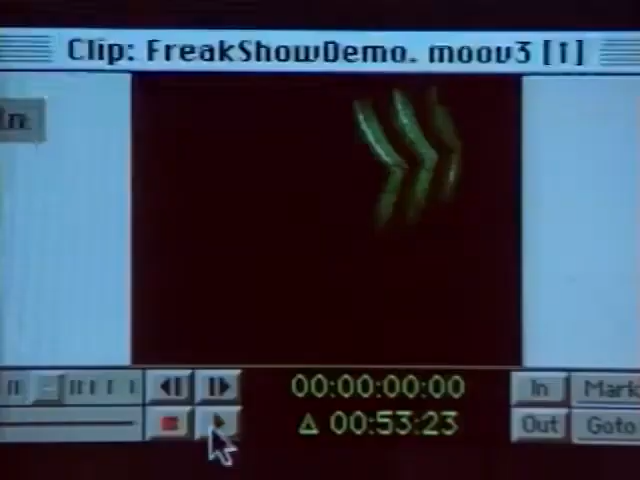 Clip: FreakShowDemo. moov3 [1]
In:
00:00:00:00
In
Mark
Δ 00:53:23
Out
Goto